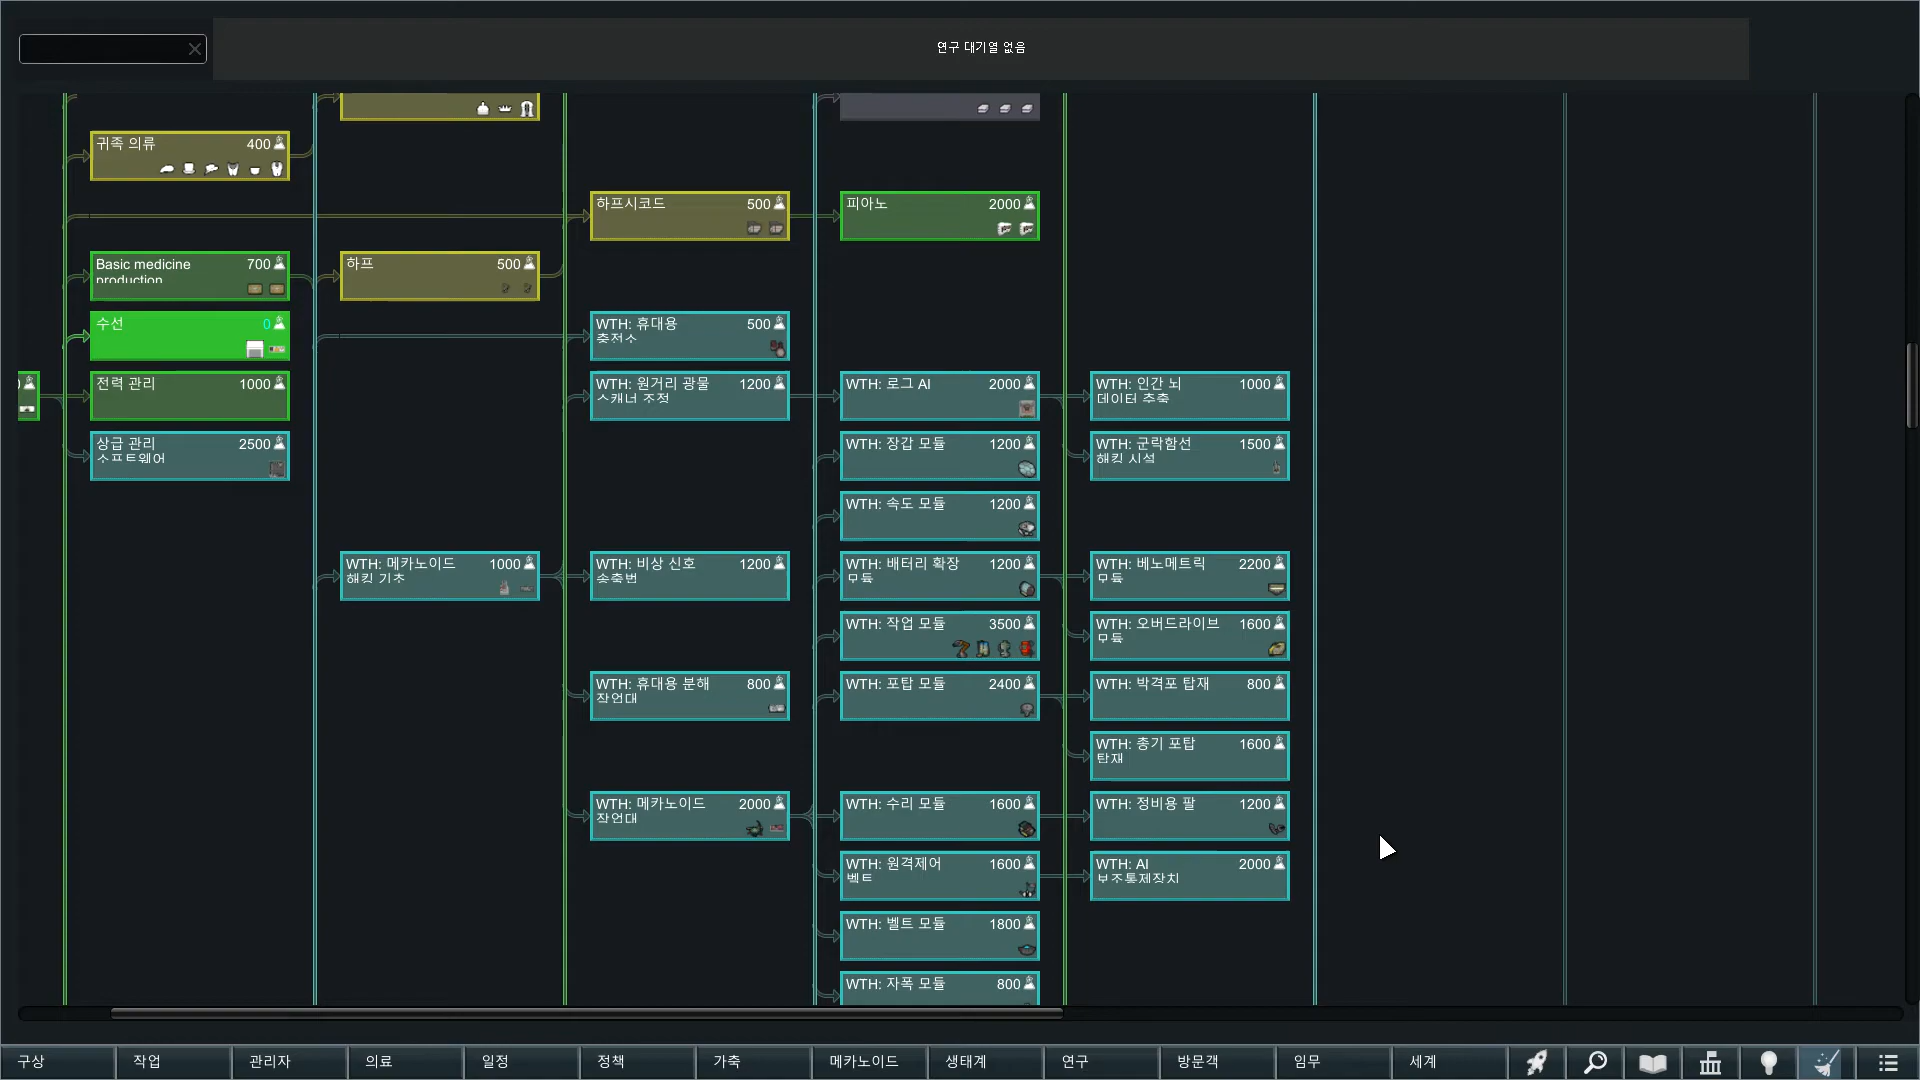 연구 대기열 없음
귀족 의류 400
하프시코드 500
피아노 2000
Basic medicine 700
production
하프 500
수선 0
WTH: 휴대용 500
충전소
전력 관리 1000
WTH: 원거리 광물 1200
스캐너 조정
WTH: 로그 AI 2000
WTH: 인간 뇌 1000
데이터 추출
상급 관리 2500
소프트웨어
WTH: 장갑 모듈 1200
WTH: 군락함선 1500
해킹 시설
WTH: 속도 모듈 1200
WTH: 메카노이드 1000
해킹 기초
WTH: 비상 신호 1200
WTH: 배터리 확장 1200
모듈
WTH: 베노메트릭 2200
모듈
WTH: 작업 모듈 3500
WTH: 오버드라이브 1600
모듈
WTH: 휴대용 분해 800
작업대
WTH: 포탑 모듈 2400
WTH: 박격포 탑재 800
WTH: 총기 포탑 1600
탑재
WTH: 메카노이드 2000
작업대
WTH: 수리 모듈 1600
WTH: 정비용 팔 1200
WTH: 원격제어 1600
벨트
WTH: AI 2000
보조통제장치
WTH: 벨트 모듈 1800
WTH: 자폭 모듈 800
구상 작업 관리자 의료 일정 정책 가축 메카노이드 생태계 연구 방문객 임무 세계